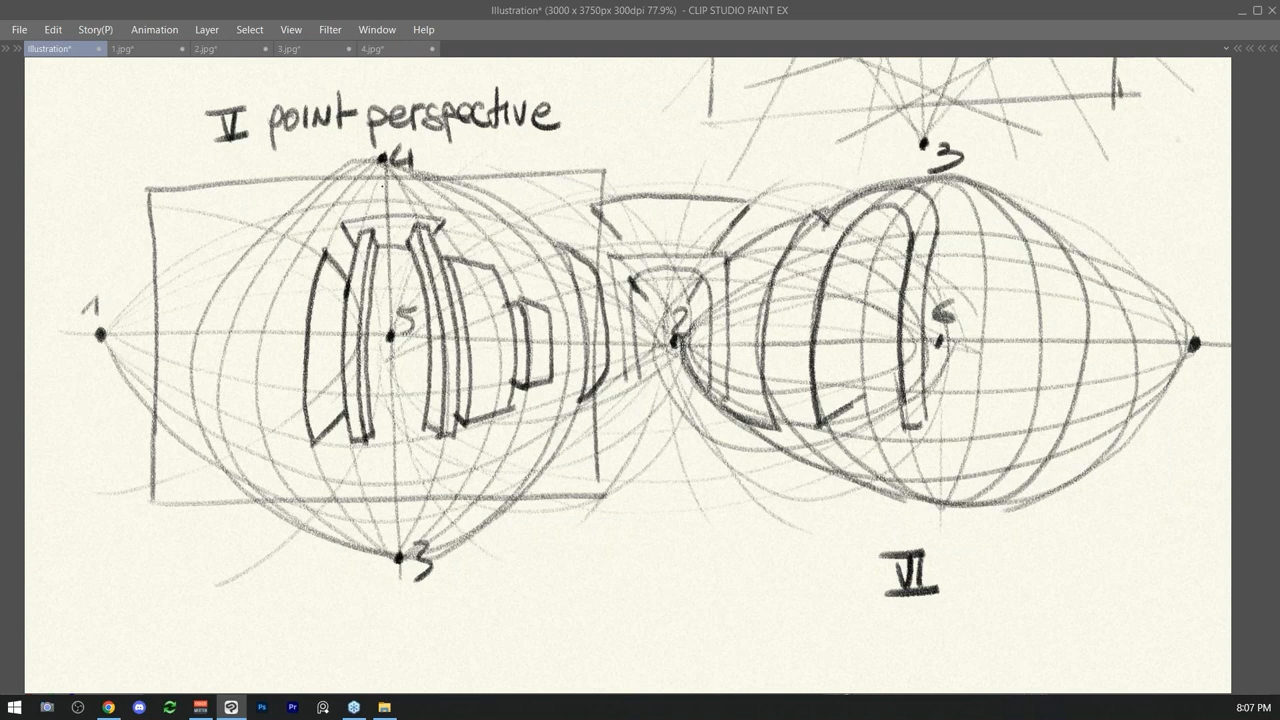 Illustration* (3000 x 3750px 300dpi 77.9%) - CLIP STUDIO PAINT EX
File Edit Story(P) Animation Layer Select View Filter Window Help
Illustration* 1.jpg* 2.jpg* 3.jpg* 4.jpg*
V point perspective
3
4
1
5
2
6
3
VI
8:07 PM